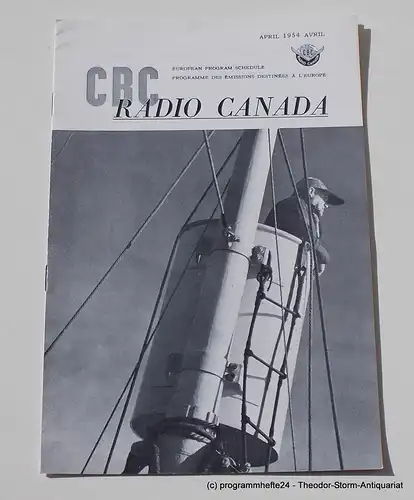 APRIL 1954 AVRIL
EUROPEAN PROGRAM SCHEDULE
PROGRAMME DES ÉMISSIONS DESTINÉES À L'EUROPE
CBC
RADIO CANADA
(c) programmhefte24 - Theodor-Storm-Antiquariat